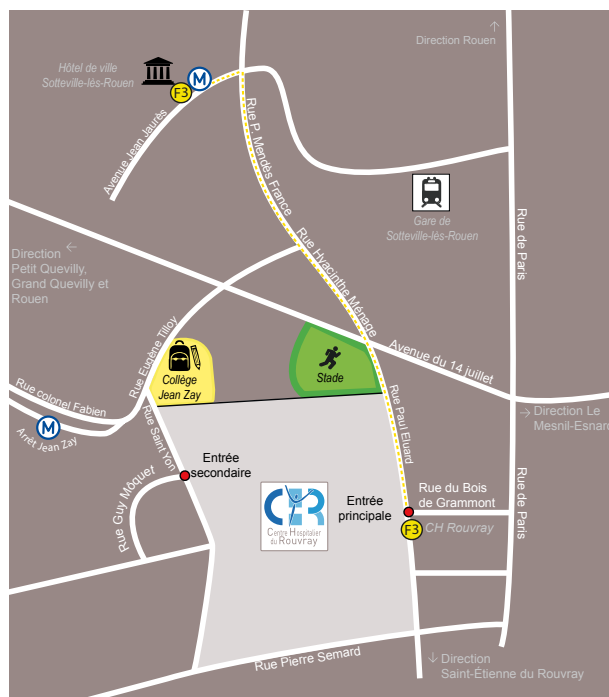 Direction Rouen
Hôtel de ville
Sotteville-lès-Rouen
M
F3
Avenue Jean Jaurès
Rue P. Mendès France
Gare de
Sotteville-lès-Rouen
Rue de Paris
Direction
Petit Quevilly,
Grand Quevilly et
Rouen
Rue Hyacinthe Ménage
Rue Eugène Tilloy
Avenue du 14 juillet
Collège
Jean Zay
Stade
Rue colonel Fabien
M
Arrêt Jean Zay
Rue Saint Yon
Rue Paul Eluard
Direction Le
Mesnil-Esnard
Entrée
secondaire
Rue Guy Môquet
CHR
Centre Hospitalier
du Rouvray
Entrée
principale
Rue du Bois
de Grammont
F3
CH Rouvray
Rue de Paris
Rue Pierre Semard
Direction
Saint-Étienne du Rouvray